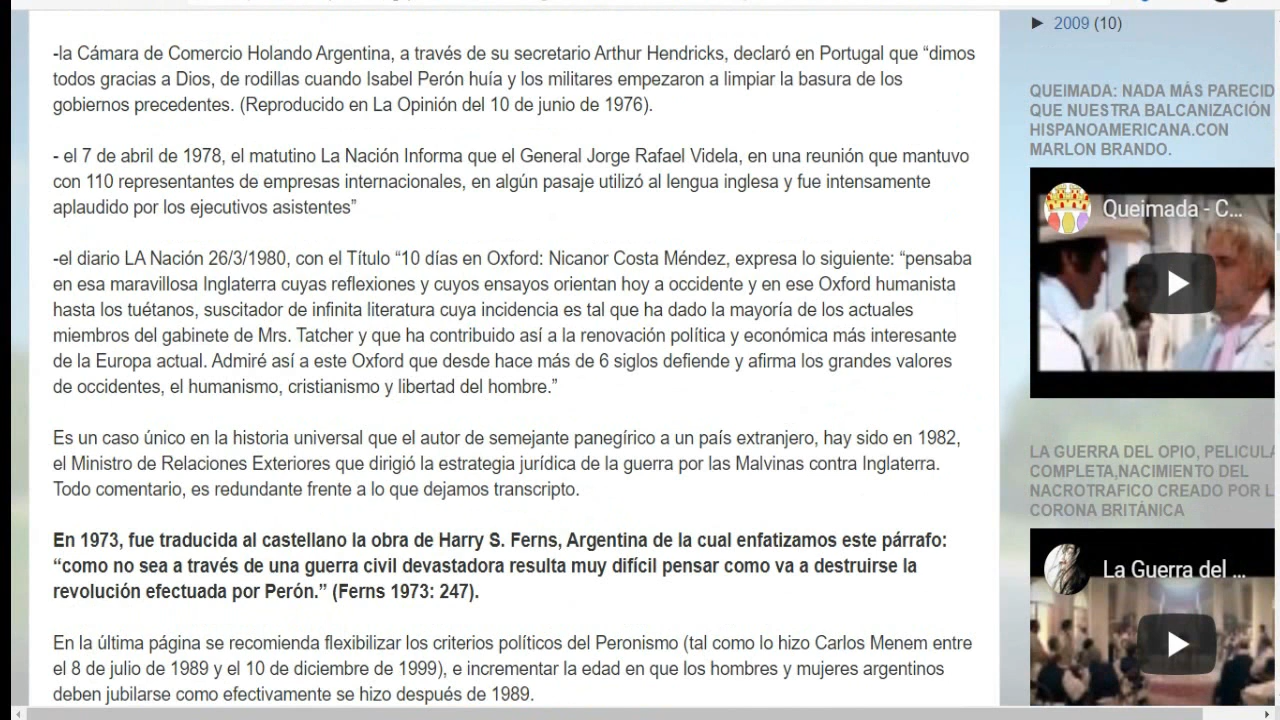 -la Cámara de Comercio Holando Argentina, a través de su secretario Arthur Hendricks, declaró en Portugal que “dimos
todos gracias a Dios, de rodillas cuando Isabel Perón huía y los militares empezaron a limpiar la basura de los
gobiernos precedentes. (Reproducido en La Opinión del 10 de junio de 1976).
- el 7 de abril de 1978, el matutino La Nación Informa que el General Jorge Rafael Videla, en una reunión que mantuvo
con 110 representantes de empresas internacionales, en algún pasaje utilizó al lengua inglesa y fue intensamente
aplaudido por los ejecutivos asistentes”
-el diario LA Nación 26/3/1980, con el Título “10 días en Oxford: Nicanor Costa Méndez, expresa lo siguiente: “pensaba
en esa maravillosa Inglaterra cuyas reflexiones y cuyos ensayos orientan hoy a occidente y en ese Oxford humanista
hasta los tuétanos, suscitador de infinita literatura cuya incidencia es tal que ha dado la mayoría de los actuales
miembros del gabinete de Mrs. Tatcher y que ha contribuido así a la renovación política y económica más interesante
de la Europa actual. Admiré así a este Oxford que desde hace más de 6 siglos defiende y afirma los grandes valores
de occidentes, el humanismo, cristianismo y libertad del hombre.”
Es un caso único en la historia universal que el autor de semejante panegírico a un país extranjero, hay sido en 1982,
el Ministro de Relaciones Exteriores que dirigió la estrategia jurídica de la guerra por las Malvinas contra Inglaterra.
Todo comentario, es redundante frente a lo que dejamos transcripto.
En 1973, fue traducida al castellano la obra de Harry S. Ferns, Argentina de la cual enfatizamos este párrafo:
“como no sea a través de una guerra civil devastadora resulta muy difícil pensar como va a destruirse la
revolución efectuada por Perón.” (Ferns 1973: 247).
En la última página se recomienda flexibilizar los criterios políticos del Peronismo (tal como lo hizo Carlos Menem entre
el 8 de julio de 1989 y el 10 de diciembre de 1999), e incrementar la edad en que los hombres y mujeres argentinos
deben jubilarse como efectivamente se hizo después de 1989.
► 2009 (10)
QUEIMADA: NADA MÁS PARECID
QUE NUESTRA BALCANIZACIÓN
HISPANOAMERICANA.CON
MARLON BRANDO.
Queimada - C...
LA GUERRA DEL OPIO, PELICULA
COMPLETA,NACIMIENTO DEL
NACROTRAFICO CREADO POR L
CORONA BRITÁNICA
La Guerra del ...